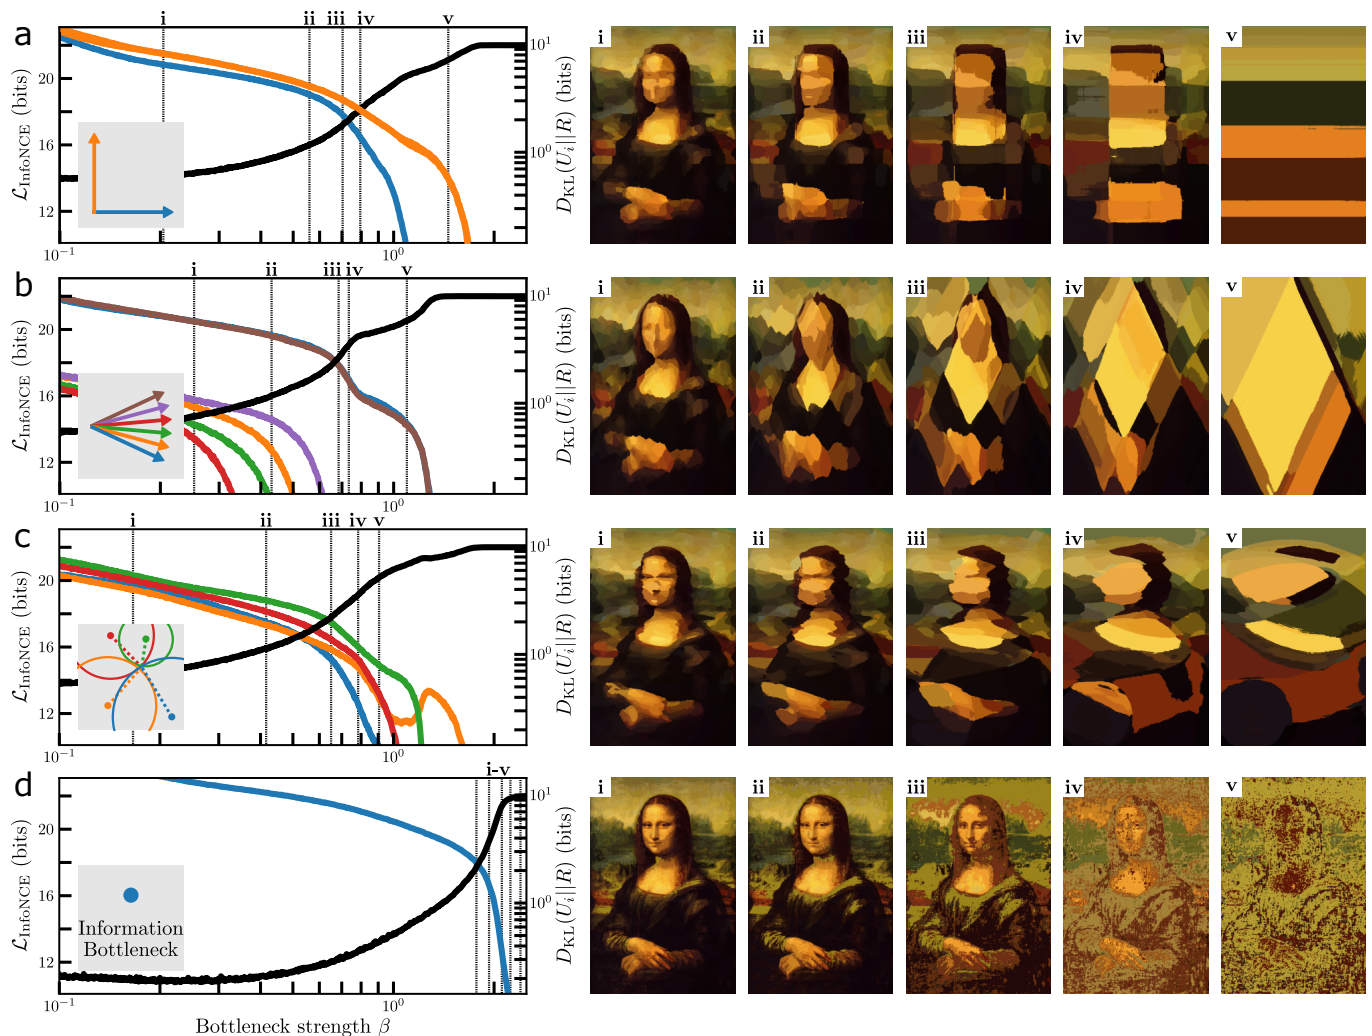 a
i ii iii iv v
20
16
12
10⁻¹ 10⁰
10¹
10⁰
ℒInfoNCE (bits)
DKL(Ui||R) (bits)
i
ii
iii
iv
v
b
i ii iii iv v
20
16
12
10⁻¹ 10⁰
10¹
10⁰
ℒInfoNCE (bits)
DKL(Ui||R) (bits)
i
ii
iii
iv
v
c
i ii iii iv v
20
16
12
10⁻¹ 10⁰
10¹
10⁰
ℒInfoNCE (bits)
DKL(Ui||R) (bits)
i
ii
iii
iv
v
d
i-v
20
16
12
10⁻¹ 10⁰
10¹
10⁰
ℒInfoNCE (bits)
DKL(Ui||R) (bits)
Information
Bottleneck
Bottleneck strength β
i
ii
iii
iv
v